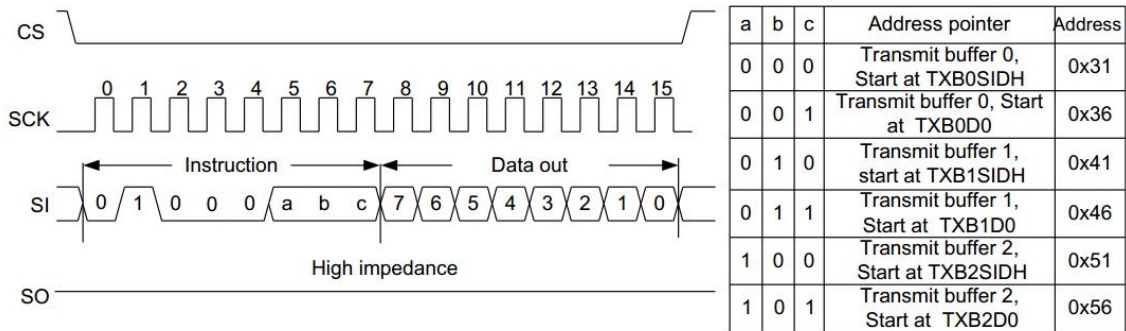 CS
0 1 2 3 4 5 6 7 8 9 10 11 12 13 14 15
SCK
Instruction
Data out
SI
0 1 0 0 0 a b c 7 6 5 4 3 2 1 0
High impedance
SO
a b c Address pointer Address
0 0 0 Transmit buffer 0, 0x31
Start at TXB0SIDH
0 0 1 Transmit buffer 0, Start 0x36
at TXB0D0
0 1 0 Transmit buffer 1, 0x41
start at TXB1SIDH
0 1 1 Transmit buffer 1, 0x46
Start at TXB1D0
1 0 0 Transmit buffer 2, 0x51
Start at TXB2SIDH
1 0 1 Transmit buffer 2, 0x56
Start at TXB2D0